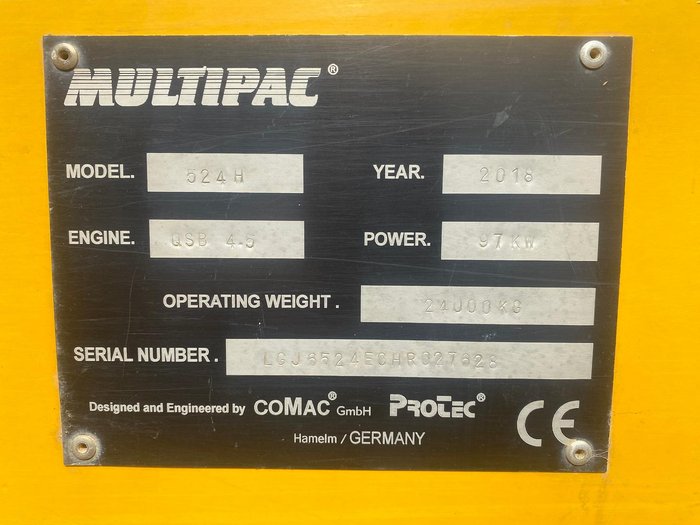 MULTIPAC®
MODEL. 524H YEAR. 2018
ENGINE. QSB 4.5 POWER. 97KW
OPERATING WEIGHT. 24000KG
SERIAL NUMBER.
Designed and Engineered by COMAC® GmbH PROTEC® CE
Hamelm / GERMANY